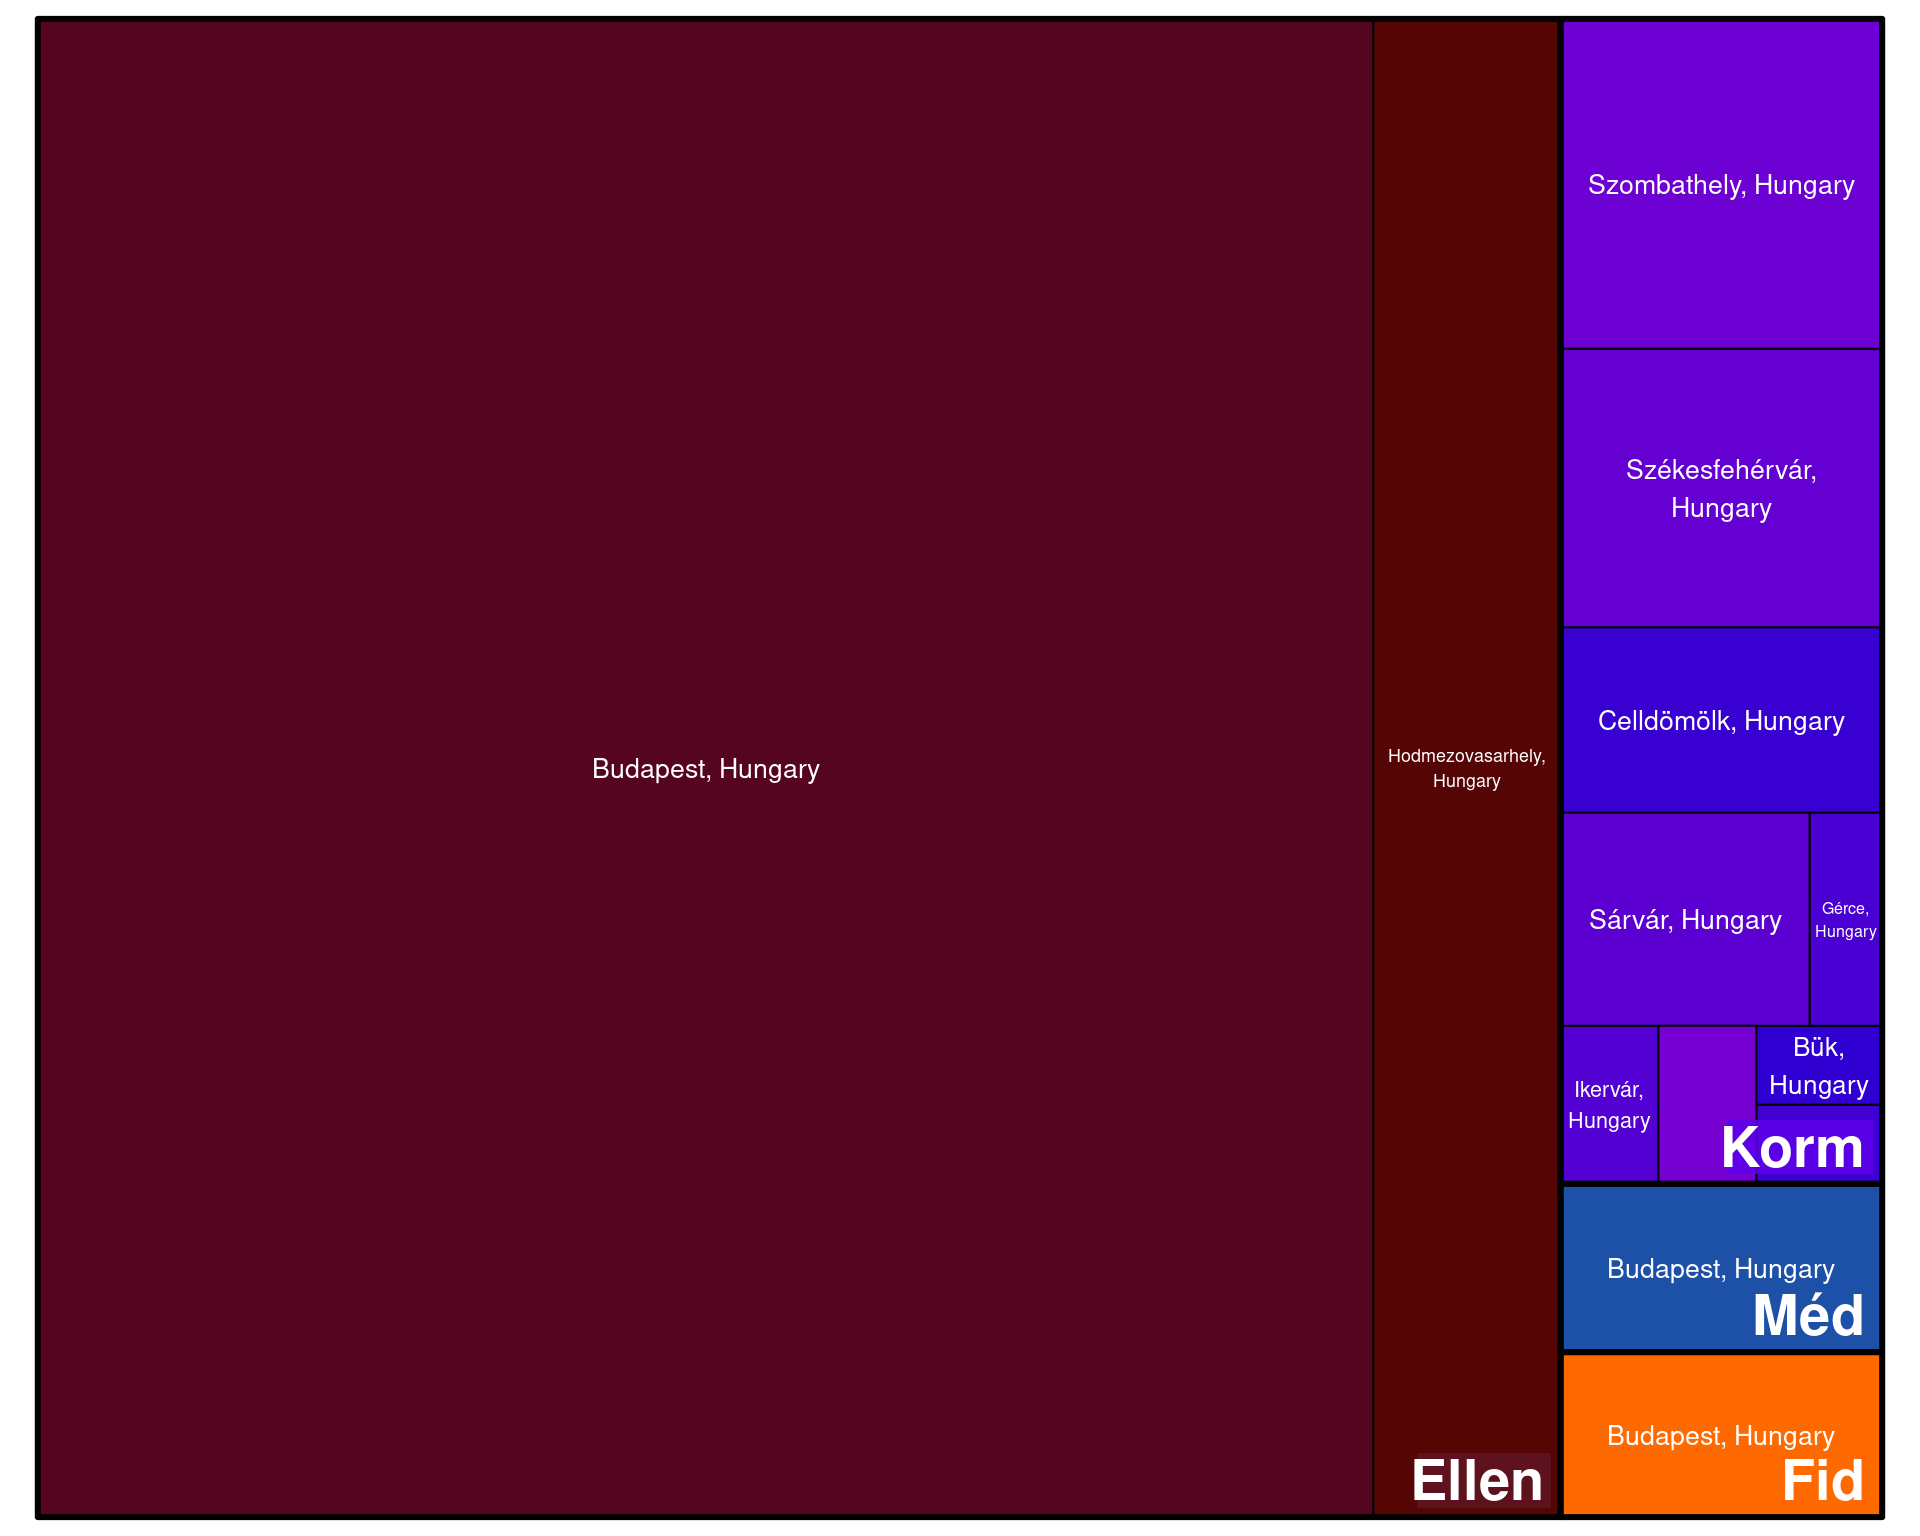 Budapest, Hungary
Hodmezovasarhely,
Hungary
Ellen
Szombathely, Hungary
Székesfehérvár,
Hungary
Celldömölk, Hungary
Sárvár, Hungary
Gérce,
Hungary
Ikervár,
Hungary
Bük,
Hungary
Korm
Budapest, Hungary
Méd
Budapest, Hungary
Fid